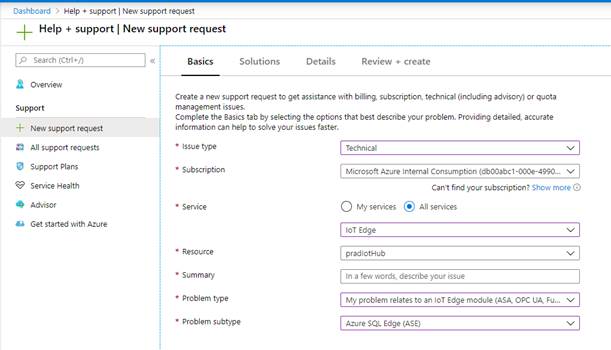 Dashboard > Help + support | New support request
Help + support | New support request
Search (Ctrl+/)
«
Overview
Support
New support request
All support requests
Support Plans
Service Health
Advisor
Get started with Azure
Basics Solutions Details Review + create
Create a new support request to get assistance with billing, subscription, technical (including advisory) or quota
management issues.
Complete the Basics tab by selecting the options that best describe your problem. Providing detailed, accurate
information can help to solve your issues faster.
* Issue type Technical
* Subscription Microsoft Azure Internal Consumption (db00abc1-000e-4990...
Can't find your subscription? Show more
* Service My services All services
IoT Edge
* Resource pradIotHub
* Summary In a few words, describe your issue
* Problem type My problem relates to an IoT Edge module (ASA, OPC UA, Fu...
* Problem subtype Azure SQL Edge (ASE)